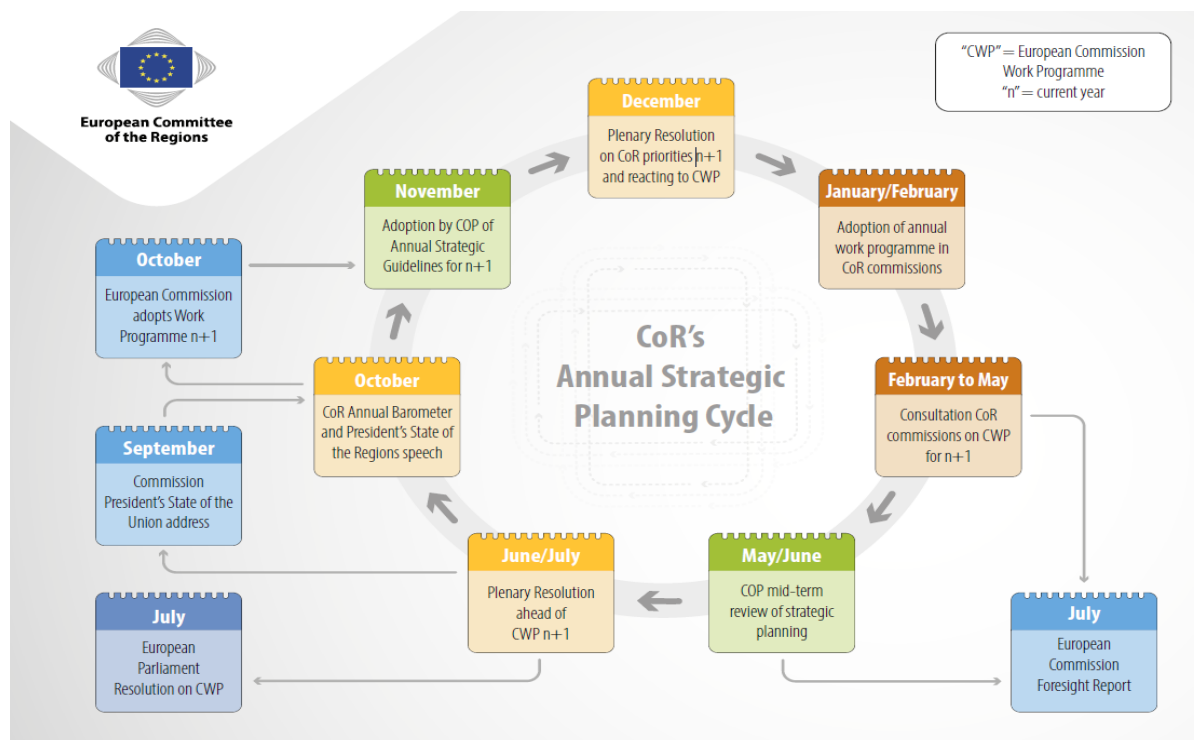 European Committee
of the Regions
“CWP” = European Commission
Work Programme
“n” = current year
CoR’s
Annual Strategic
Planning Cycle
December
Plenary Resolution
on CoR priorities n+1
and reacting to CWP
January/February
Adoption of annual
work programme in
CoR commissions
February to May
Consultation CoR
commissions on CWP
for n+1
May/June
COP mid-term
review of strategic
planning
July
European
Commission
Foresight Report
June/July
Plenary Resolution
ahead of
CWP n+1
July
European
Parliament
Resolution on CWP
September
Commission
President’s State of the
Union address
October
CoR Annual Barometer
and President’s State of
the Regions speech
October
European Commission
adopts Work
Programme n+1
November
Adoption by COP of
Annual Strategic
Guidelines for n+1